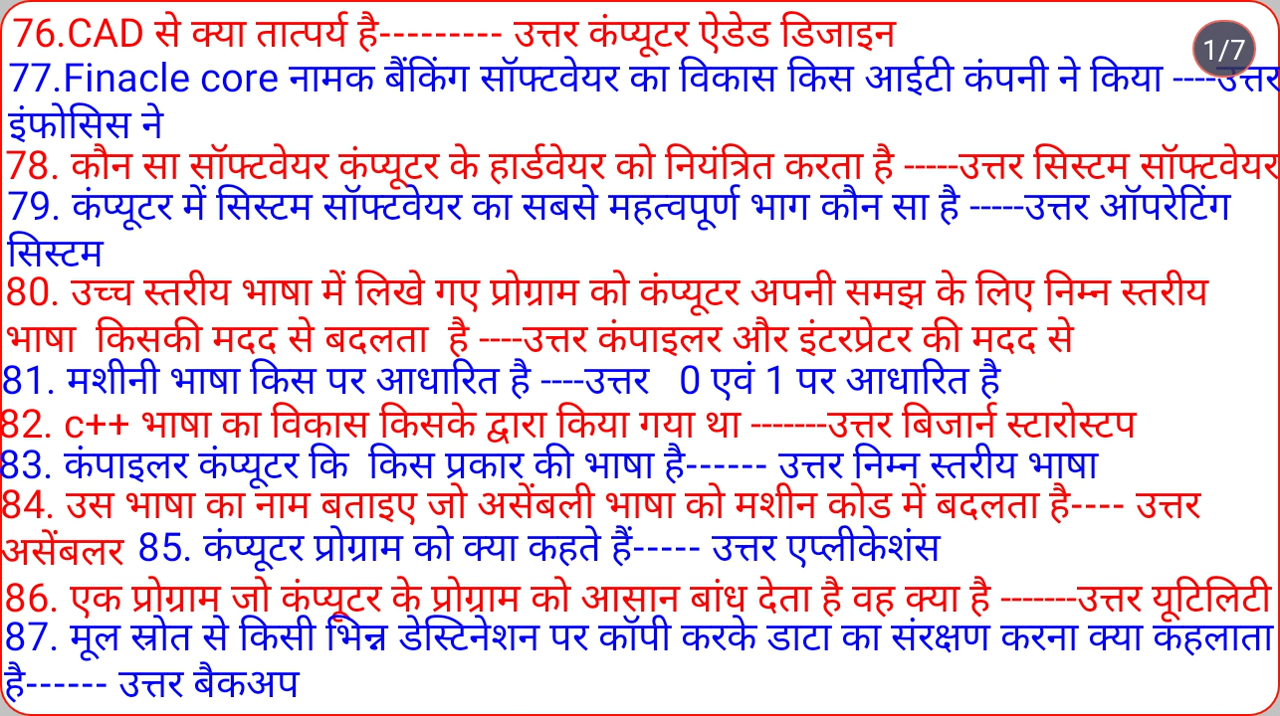 76.CAD से क्या तात्पर्य है--------- उत्तर कंप्यूटर ऐडेड डिजाइन
1/7
77.Finacle core नामक बैंकिंग सॉफ्टवेयर का विकास किस आईटी कंपनी ने किया ----उत्तर
इंफोसिस ने
78. कौन सा सॉफ्टवेयर कंप्यूटर के हार्डवेयर को नियंत्रित करता है -----उत्तर सिस्टम सॉफ्टवेयर
79. कंप्यूटर में सिस्टम सॉफ्टवेयर का सबसे महत्वपूर्ण भाग कौन सा है -----उत्तर ऑपरेटिंग
सिस्टम
80. उच्च स्तरीय भाषा में लिखे गए प्रोग्राम को कंप्यूटर अपनी समझ के लिए निम्न स्तरीय
भाषा  किसकी मदद से बदलता  है ----उत्तर कंपाइलर और इंटरप्रेटर की मदद से
81. मशीनी भाषा किस पर आधारित है ----उत्तर   0 एवं 1 पर आधारित है
82. c++ भाषा का विकास किसके द्वारा किया गया था -------उत्तर बिजार्न स्टारोस्टप
83. कंपाइलर कंप्यूटर कि  किस प्रकार की भाषा है------ उत्तर निम्न स्तरीय भाषा
84. उस भाषा का नाम बताइए जो असेंबली भाषा को मशीन कोड में बदलता है---- उत्तर
असेंबलर 85. कंप्यूटर प्रोग्राम को क्या कहते हैं----- उत्तर एप्लीकेशंस
86. एक प्रोग्राम जो कंप्यूटर के प्रोग्राम को आसान बांध देता है वह क्या है -------उत्तर यूटिलिटी
87. मूल स्रोत से किसी भिन्न डेस्टिनेशन पर कॉपी करके डाटा का संरक्षण करना क्या कहलाता
है------ उत्तर बैकअप